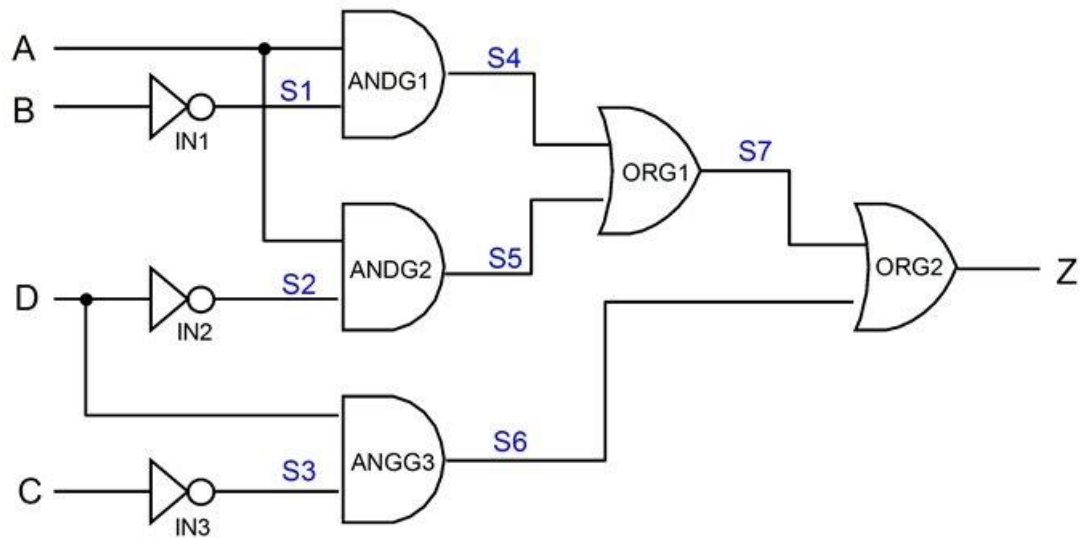 A
B
IN1
S1
ANDG1
S4
ORG1
S7
D
IN2
S2
ANDG2
S5
ORG2
Z
C
IN3
S3
ANGG3
S6